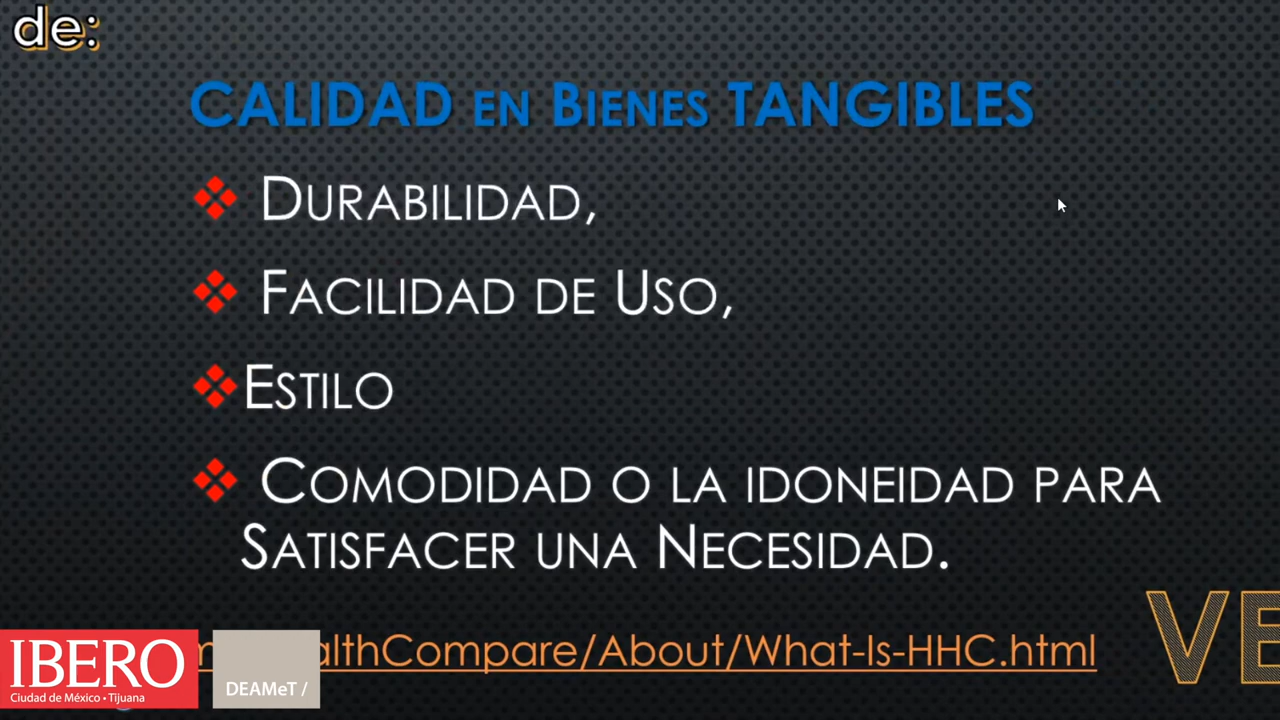 de:
CALIDAD EN BIENES TANGIBLES
❖ DURABILIDAD,
❖ FACILIDAD DE USO,
❖ ESTILO
❖ COMODIDAD O LA IDONEIDAD PARA
SATISFACER UNA NECESIDAD.
althCompare/About/What-Is-HHC.html
VE
IBERO
Ciudad de México • Tijuana
DEAMeT /